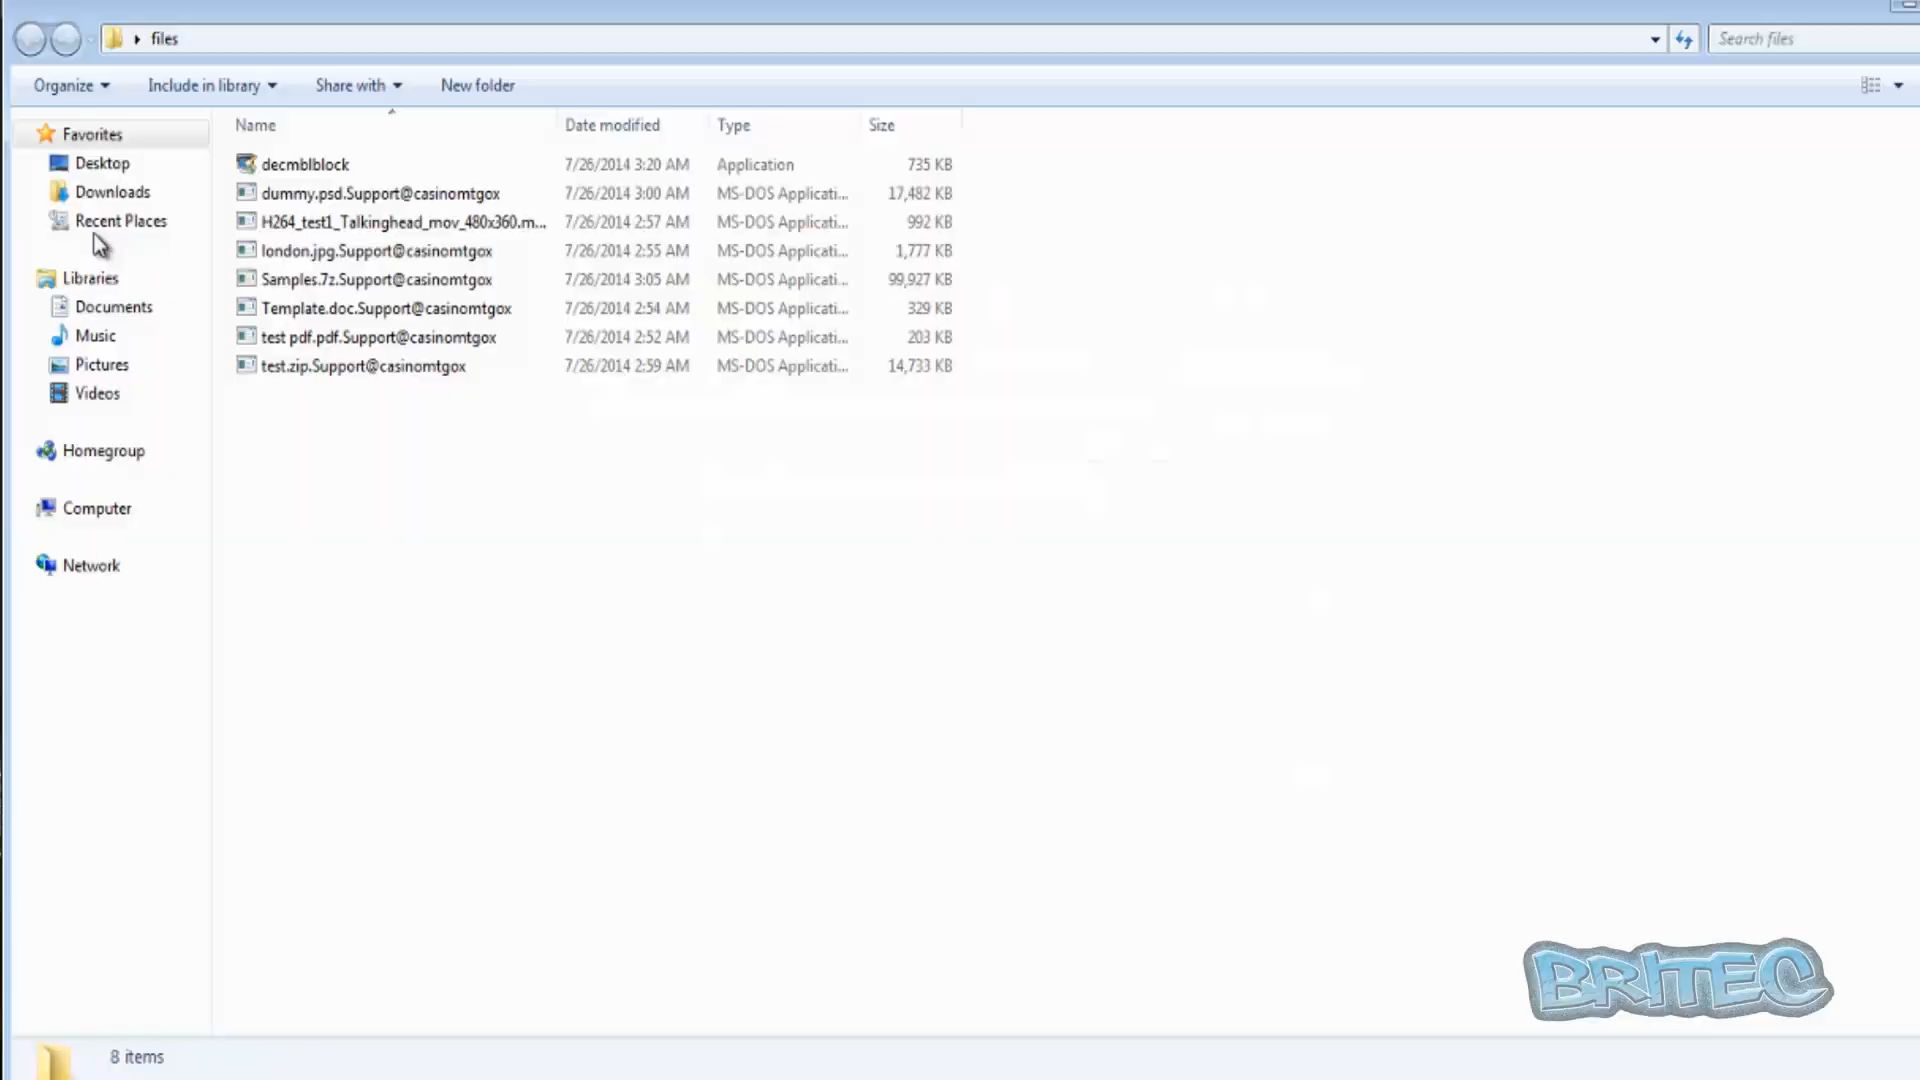 files
Search files
Organize Include in library Share with New folder
Name Date modified Type Size
Favorites
Desktop
Downloads
Recent Places
Libraries
Documents
Music
Pictures
Videos
Homegroup
Computer
Network
decmblblock 7/26/2014 3:20 AM Application 735 KB
dummy.psd.Support@casinomtgox 7/26/2014 3:00 AM MS-DOS Applicati... 17,482 KB
H264_test1_Talkinghead_mov_480x360.m... 7/26/2014 2:57 AM MS-DOS Applicati... 992 KB
london.jpg.Support@casinomtgox 7/26/2014 2:55 AM MS-DOS Applicati... 1,777 KB
Samples.7z.Support@casinomtgox 7/26/2014 3:05 AM MS-DOS Applicati... 99,927 KB
Template.doc.Support@casinomtgox 7/26/2014 2:54 AM MS-DOS Applicati... 329 KB
test pdf.pdf.Support@casinomtgox 7/26/2014 2:52 AM MS-DOS Applicati... 203 KB
test.zip.Support@casinomtgox 7/26/2014 2:59 AM MS-DOS Applicati... 14,733 KB
BRITEC
8 items